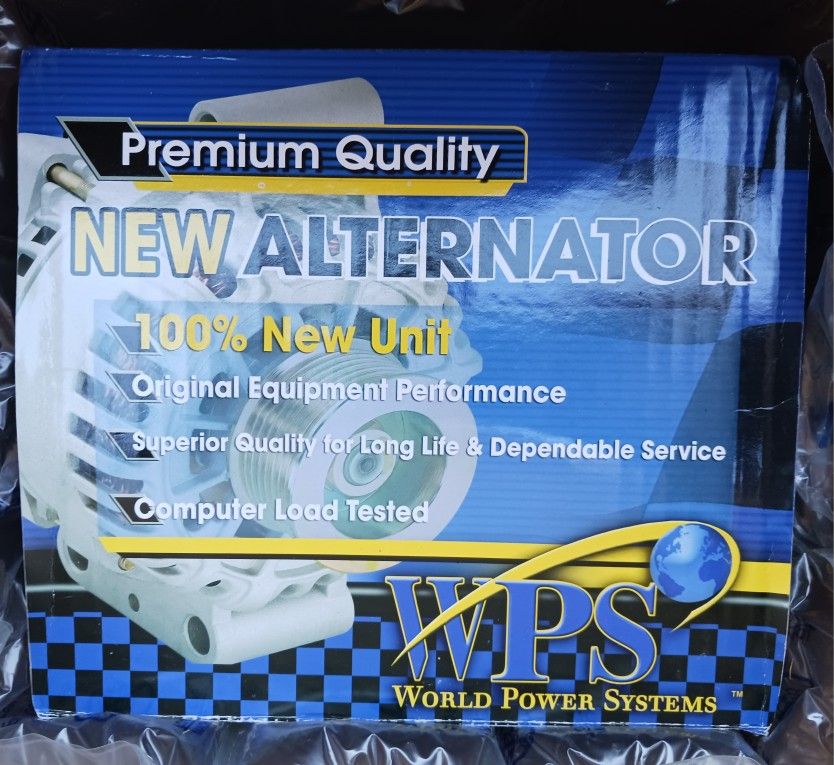 Premium Quality
NEW ALTERNATOR
100% New Unit
Original Equipment Performance
Superior Quality for Long Life & Dependable Service
Computer Load Tested
WPS
WORLD POWER SYSTEMS ™